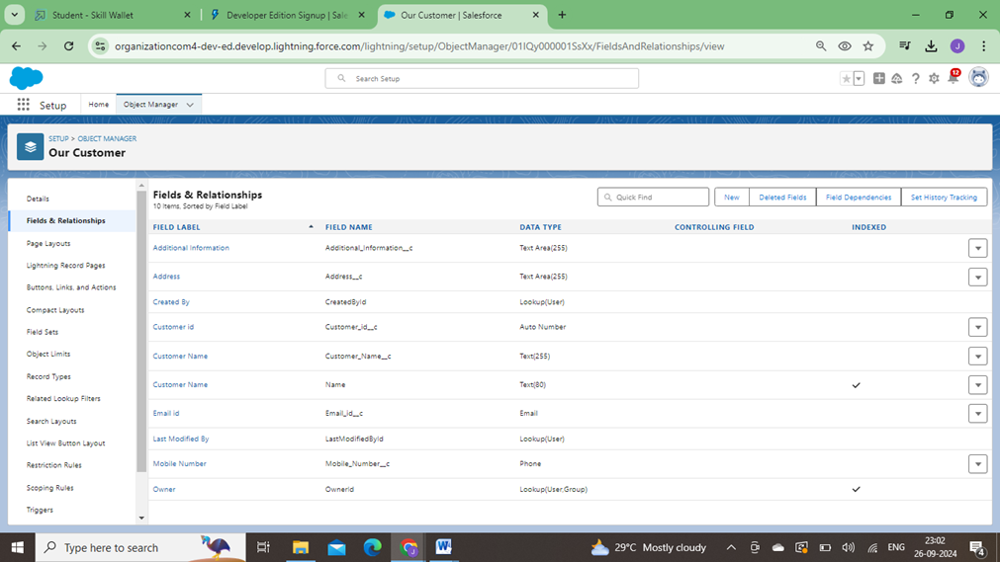 Student - Skill Wallet
Developer Edition Signup | Sale
Our Customer | Salesforce
organizationcom4-dev-ed.develop.lightning.force.com/lightning/setup/ObjectManager/01IQy000001SsXx/FieldsAndRelationships/view
J
Search Setup
12
Setup
Home
Object Manager
SETUP > OBJECT MANAGER
Our Customer
Details
Fields & Relationships
Page Layouts
Lightning Record Pages
Buttons, Links, and Actions
Compact Layouts
Field Sets
Object Limits
Record Types
Related Lookup Filters
Search Layouts
List View Button Layout
Restriction Rules
Scoping Rules
Triggers
Fields & Relationships
10 Items, Sorted by Field Label
Quick Find
New
Deleted Fields
Field Dependencies
Set History Tracking
FIELD LABEL FIELD NAME DATA TYPE CONTROLLING FIELD INDEXED
Additional Information Additional_Information__c Text Area(255)
Address Address__c Text Area(255)
Created By CreatedById Lookup(User)
Customer id Customer_id__c Auto Number
Customer Name Customer_Name__c Text(255)
Customer Name Name Text(80)
Email id Email_id__c Email
Last Modified By LastModifiedById Lookup(User)
Mobile Number Mobile_Number__c Phone
Owner OwnerId Lookup(User,Group)
Type here to search
29°C Mostly cloudy
ENG
23:02
26-09-2024
4